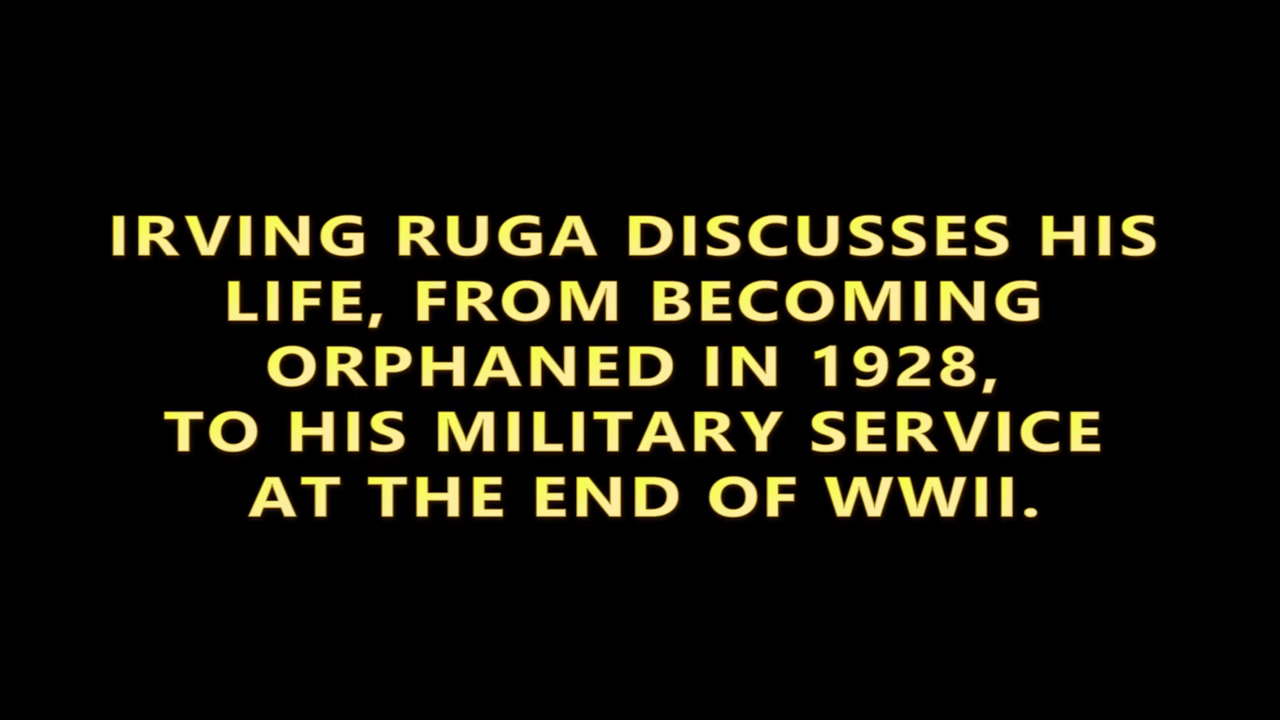 IRVING RUGA DISCUSSES HIS
LIFE, FROM BECOMING
ORPHANED IN 1928,
TO HIS MILITARY SERVICE
AT THE END OF WWII.